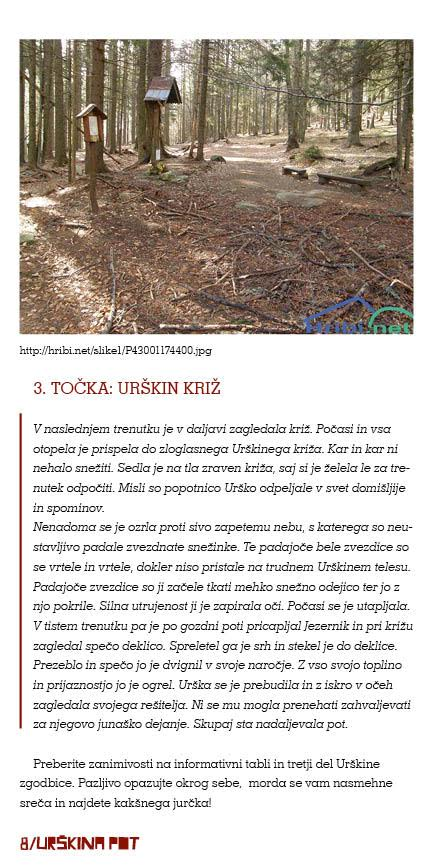 Hribi.net
http://hribi.net/slike1/P43001174400.jpg
3. TOČKA: URŠKIN KRIŽ
V naslednjem trenutku je v daljavi zagledala križ. Počasi in vsa
otopela je prispela do zloglasnega Urškinega križa. Kar in kar ni
nehalo snežiti. Sedla je na tla zraven križa, saj si je želela le za tre-
nutek odpočiti. Misli so popotnico Urško odpeljale v svet domišljije
in spominov.
Nenadoma se je ozrla proti sivo zapetemu nebu, s katerega so neu-
stavljivo padale zvezdnate snežinke. Te padajoče bele zvezdice so
se vrtele in vrtele, dokler niso pristale na trudnem Urškinem telesu.
Padajoče zvezdice so ji začele tkati mehko snežno odejico ter jo z
njo pokrile. Silna utrujenost ji je zapirala oči. Počasi se je utapljala.
V tistem trenutku pa je po gozdni poti pricapljal Jezernik in pri križu
zagledal spečo deklico. Spreletel ga je srh in stekel je do deklice.
Prezeblo in spečo jo je dvignil v svoje naročje. Z vso svojo toplino
in prijaznostjo jo je ogrel. Urška se je prebudila in z iskro v očeh
zagledala svojega rešitelja. Ni se mu mogla prenehati zahvaljevati
za njegovo junaško dejanje. Skupaj sta nadaljevala pot.
Preberite zanimivosti na informativni tabli in tretji del Urškine
zgodbice. Pazljivo opazujte okrog sebe, morda se vam nasmehne
sreča in najdete kakšnega jurčka!
8/URŠKINA POT